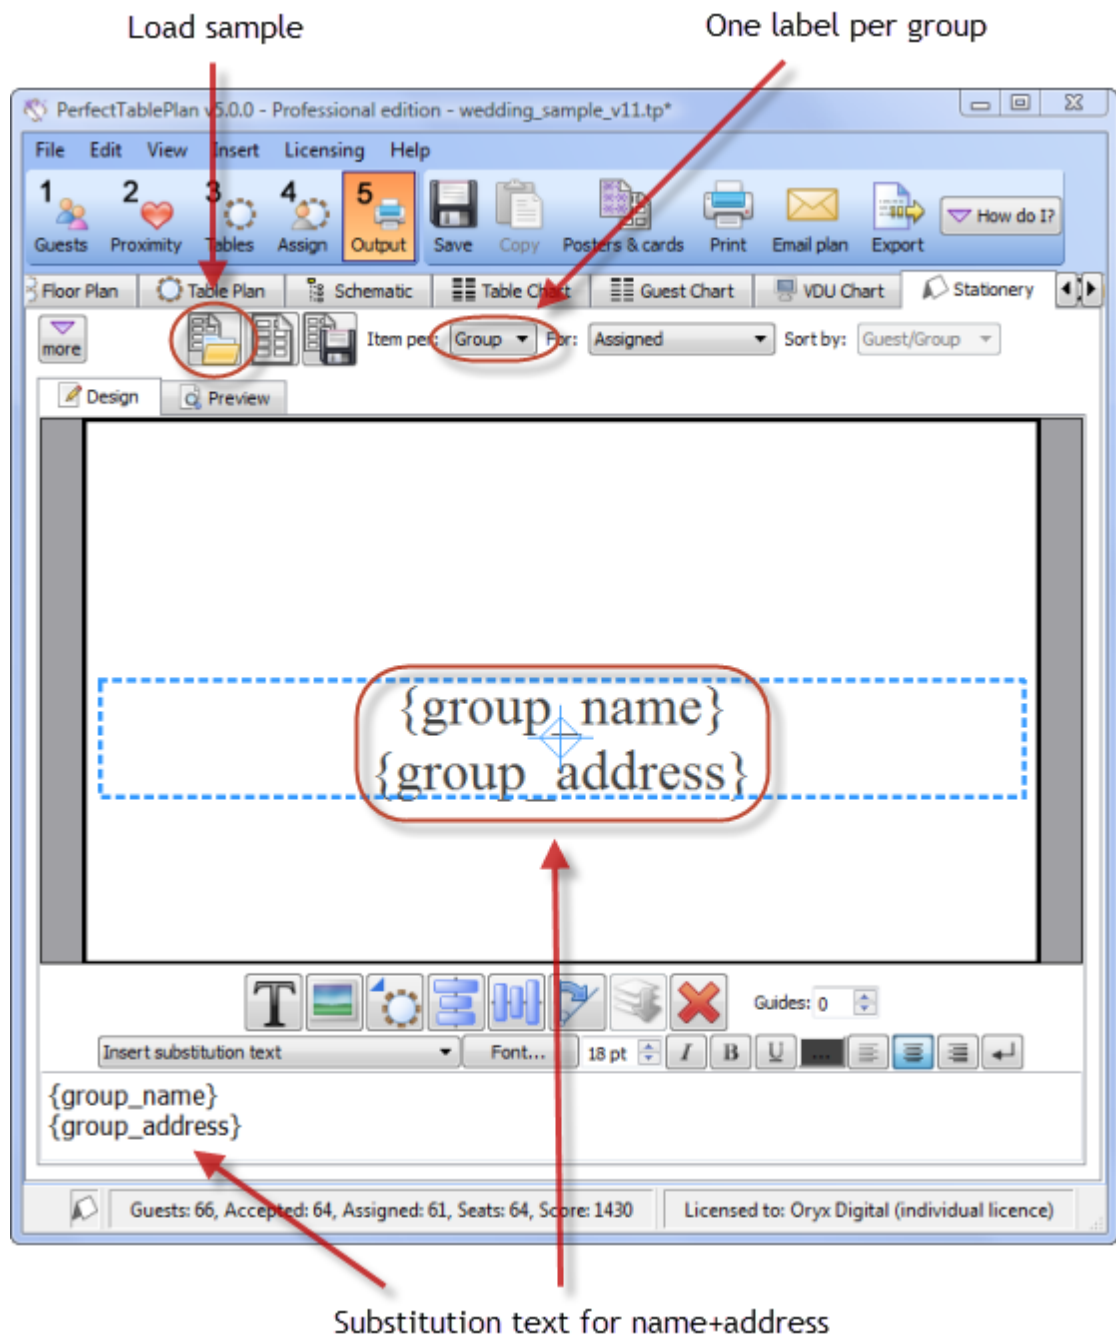 Load sample
One label per group
PerfectTablePlan v5.0.0 - Professional edition - wedding_sample_v11.tp*
File Edit View Insert Licensing Help
1 2 3 4 5
Guests Proximity Tables Assign Output Save Copy Posters & cards Print Email plan Export How do I?
Floor Plan Table Plan Schematic Table Chart Guest Chart VDU Chart Stationery
more Item per: Group For: Assigned Sort by: Guest/Group
Design Preview
{group_name}
{group_address}
T Guides: 0
Insert substitution text Font... 18 pt I B U ...
{group_name}
{group_address}
Guests: 66, Accepted: 64, Assigned: 61, Seats: 64, Score: 1430 Licensed to: Oryx Digital (individual licence)
Substitution text for name+address